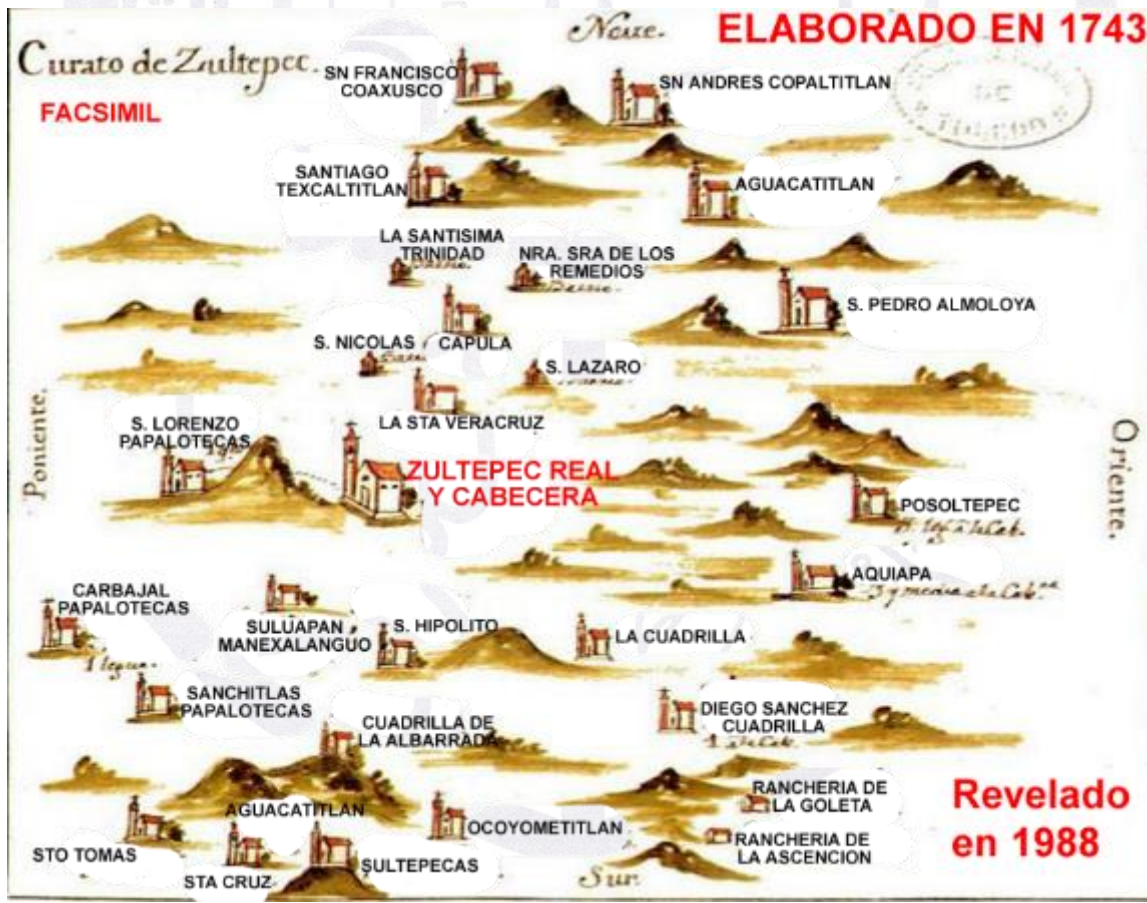 Norte.
ELABORADO EN 1743
Curato de Zultepec.
FACSIMIL
SN FRANCISCO
COAXUSCO
SN ANDRES COPALTITLAN
SANTIAGO
TEXCALTITLAN
AGUACATITLAN
LA SANTISIMA
TRINIDAD
NRA. SRA DE LOS
REMEDIOS
S. PEDRO ALMOLOYA
S. NICOLAS
CAPULA
S. LAZARO
LA STA VERACRUZ
S. LORENZO
PAPALOTECAS
Poniente.
Oriente.
ZULTEPEC REAL
Y CABECERA
POSOLTEPEC
AQUIAPA
3 y media a la Cab.
CARBAJAL
PAPALOTECAS
1 legua.
SULUAPAN
MANEXALANGUO
S. HIPOLITO
LA CUADRILLA
SANCHITLAS
PAPALOTECAS
DIEGO SANCHEZ
CUADRILLA
CUADRILLA DE
LA ALBARRADA
RANCHERIA DE
LA GOLETA
Revelado
en 1988
AGUACATITLAN
OCOYOMETITLAN
RANCHERIA DE
LA ASCENCION
STO TOMAS
STA CRUZ
SULTEPECAS
Sur.